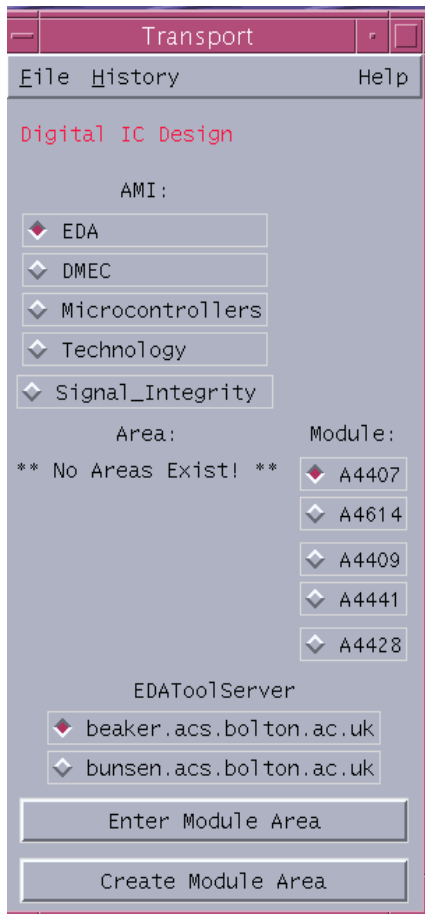 Transport
File History Help
Digital IC Design
AMI:
EDA
DMEC
Microcontrollers
Technology
Signal_Integrity
Area: Module:
** No Areas Exist! ** A4407
A4614
A4409
A4441
A4428
EDAToolServer
beaker.acs.bolton.ac.uk
bunsen.acs.bolton.ac.uk
Enter Module Area
Create Module Area